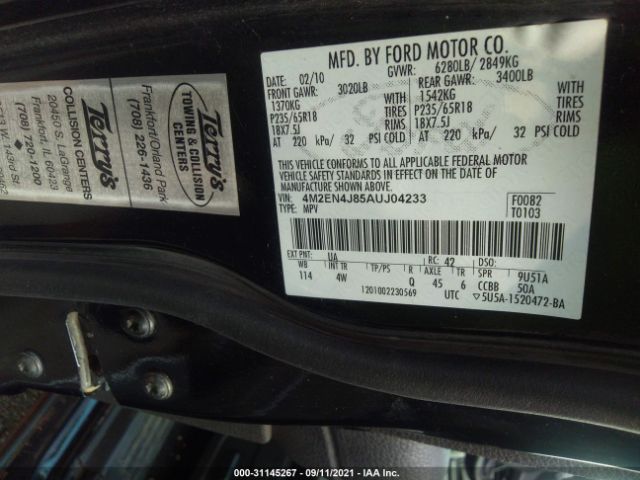 MFD. BY FORD MOTOR CO.
02/10 GVWR: 6280LB/ 2849KG
FRONT GAWR: 3020LB REAR GAWR: 3400LB
1370KG WITH 1542KG WITH
P235/65R18 TIRES P235/65R18 TIRES
18X7.5J RIMS 18X7.5J RIMS
AT 220 kPa/ 32 PSI COLD AT 220 kPa/ 32 PSI COLD
THIS VEHICLE CONFORMS TO ALL APPLICABLE FEDERAL MOTOR
VEHICLE SAFETY STANDARDS IN EFFECT ON THE DATE OF
MANUFACTURE SHOWN ABOVE.
VIN: 4M2EN4J85AUJ04233 F0082
TYPE: MPV T0103
EXT PNT: UA RC: 42 DSO:
WB INT TR TP/PS R AXLE TR SPR 9U51A
114 4W Q 45 6 CCBB 50A
1201002230569 UTC 5U5A-1520472-BA
Terry's
TOWING & COLLISION
CENTERS
Frankfort/Orland Park
(708) 226-1436
Terry's
COLLISION CENTERS
20450 S. LaGrange
Frankfort, IL 60423
(708) 720-1200
000-31145267 - 09/11/2021 - IAA Inc.